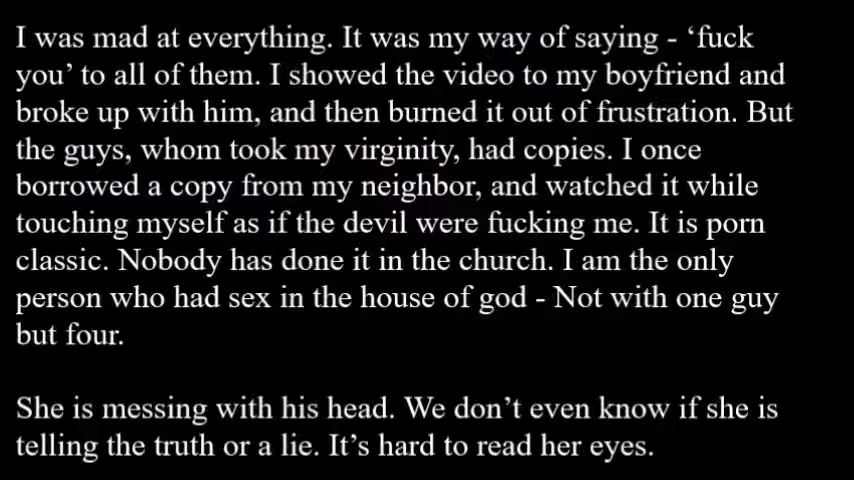 I was mad at everything. It was my way of saying - ‘fuck
you’ to all of them. I showed the video to my boyfriend and
broke up with him, and then burned it out of frustration. But
the guys, whom took my virginity, had copies. I once
borrowed a copy from my neighbor, and watched it while
touching myself as if the devil were fucking me. It is porn
classic. Nobody has done it in the church. I am the only
person who had sex in the house of god - Not with one guy
but four.
She is messing with his head. We don’t even know if she is
telling the truth or a lie. It’s hard to read her eyes.